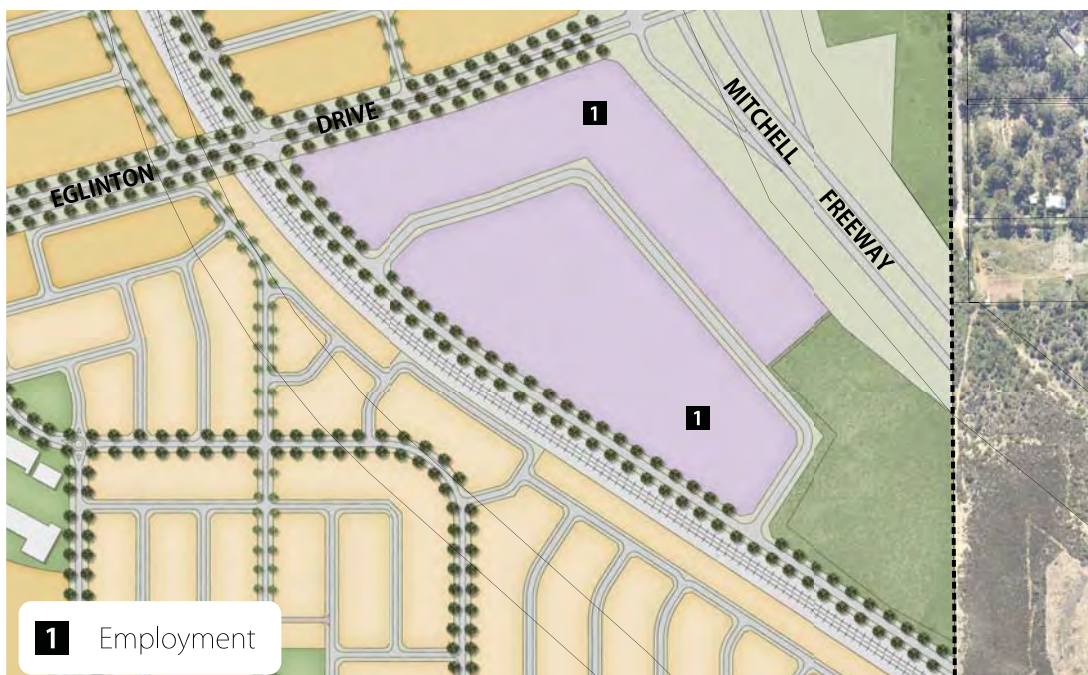 1
DRIVE
EGLINTON
MITCHELL
FREEWAY
1
1 Employment